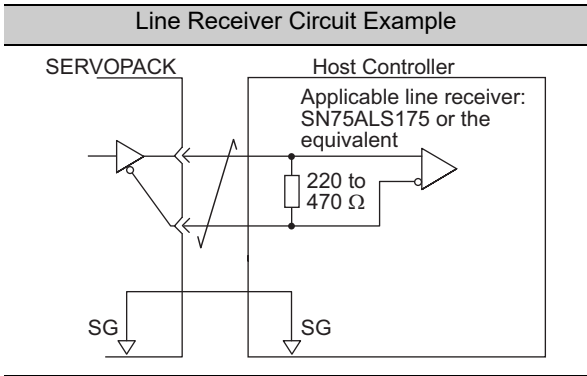 Line Receiver Circuit Example
SERVOPACK
Host Controller
Applicable line receiver:
SN75ALS175 or the
equivalent
220 to
470 Ω
SG
SG